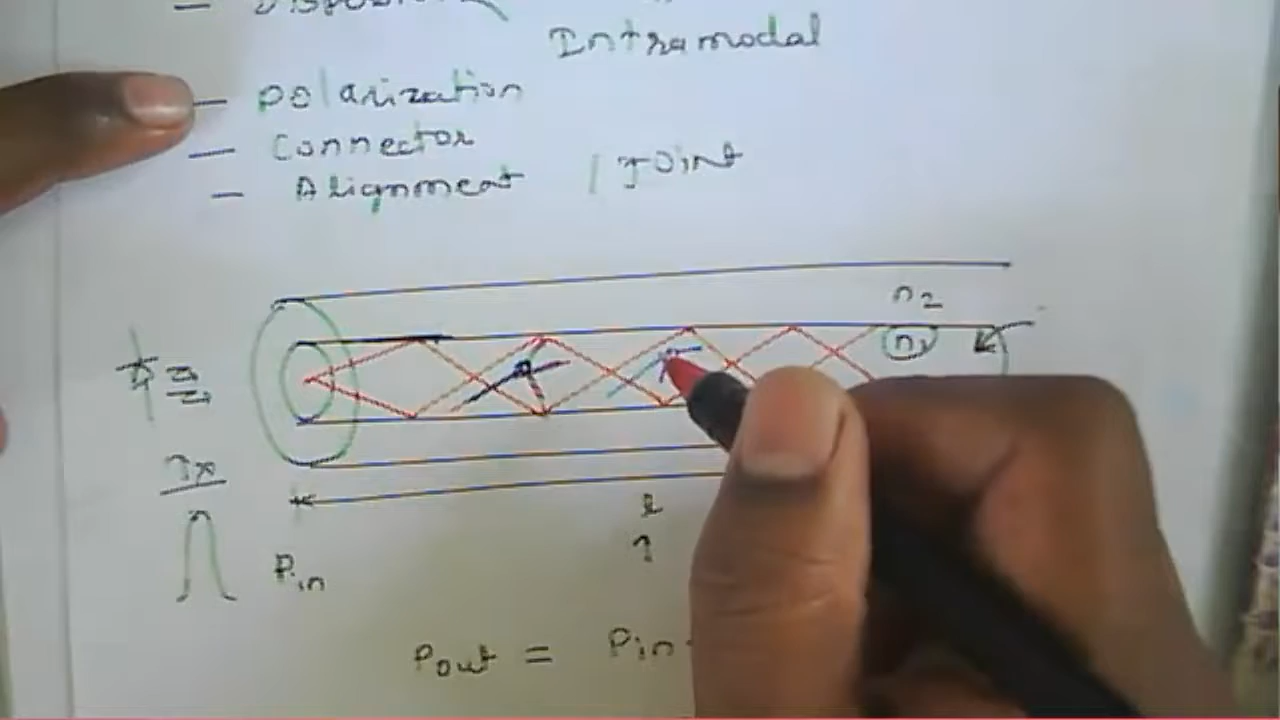 Intramodal
- Polarization
- Connector
- Alignment / Joint
n2
n1
Tx
l
Pin
Pout = Pin